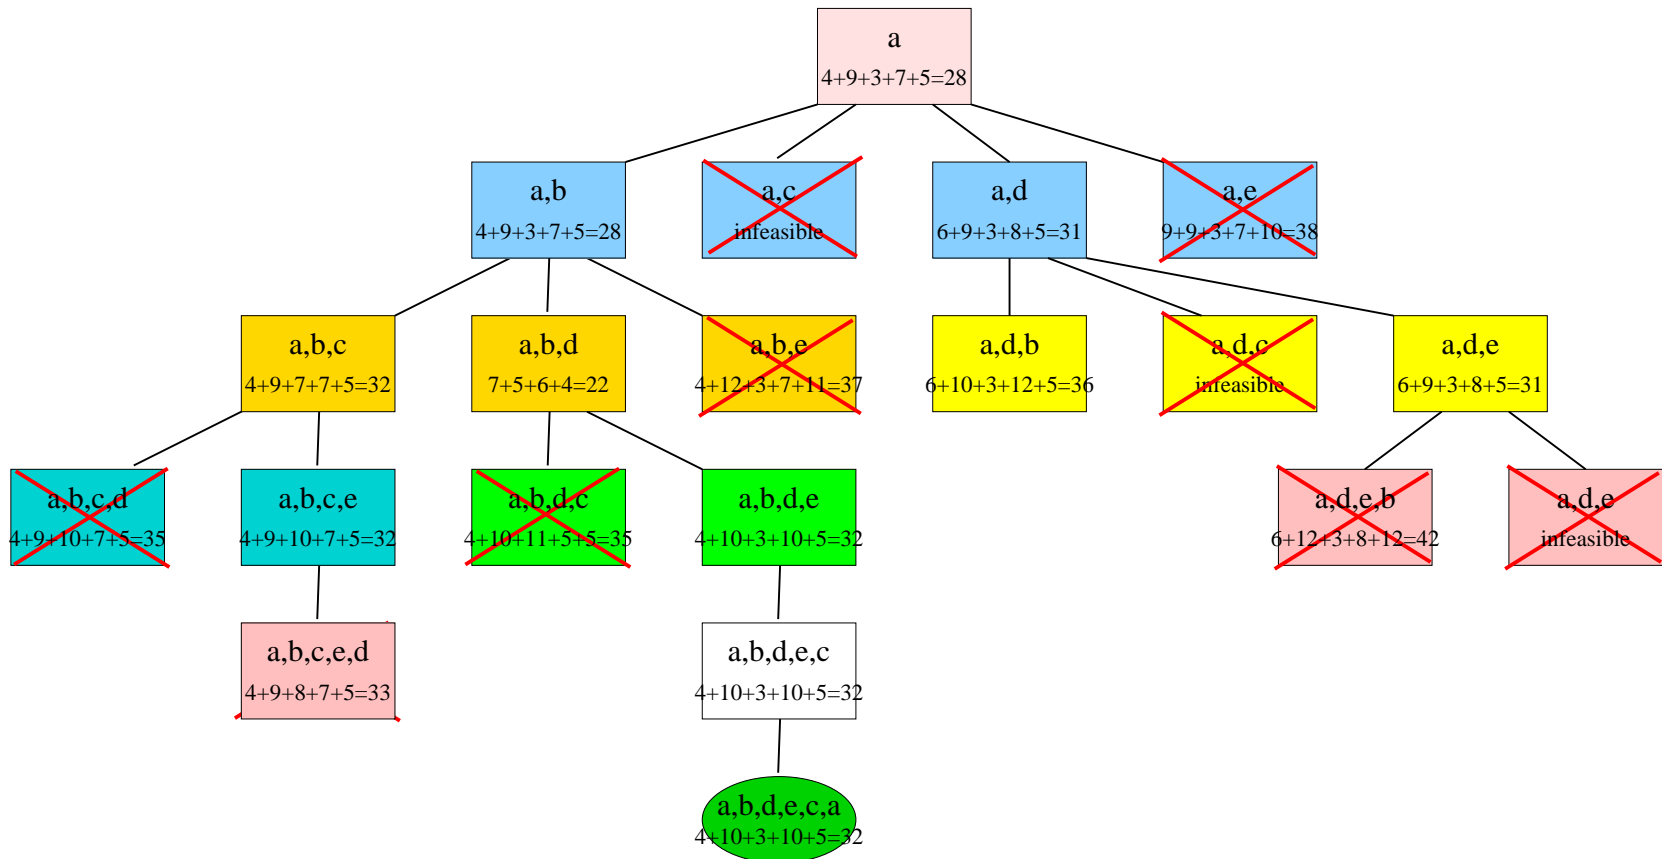 a
4+9+3+7+5=28
a,b
4+9+3+7+5=28
a,c
infeasible
a,d
6+9+3+8+5=31
a,e
9+9+3+7+10=38
a,b,c
4+9+7+7+5=32
a,b,d
7+5+6+4=22
a,b,e
4+12+3+7+11=37
a,d,b
6+10+3+12+5=36
a,d,c
infeasible
a,d,e
6+9+3+8+5=31
a,b,c,d
4+9+10+7+5=35
a,b,c,e
4+9+10+7+5=32
a,b,d,c
4+10+11+5+5=35
a,b,d,e
4+10+3+10+5=32
a,d,e,b
6+12+3+8+12=42
a,d,e
infeasible
a,b,c,e,d
4+9+8+7+5=33
a,b,d,e,c
4+10+3+10+5=32
a,b,d,e,c,a
4+10+3+10+5=32